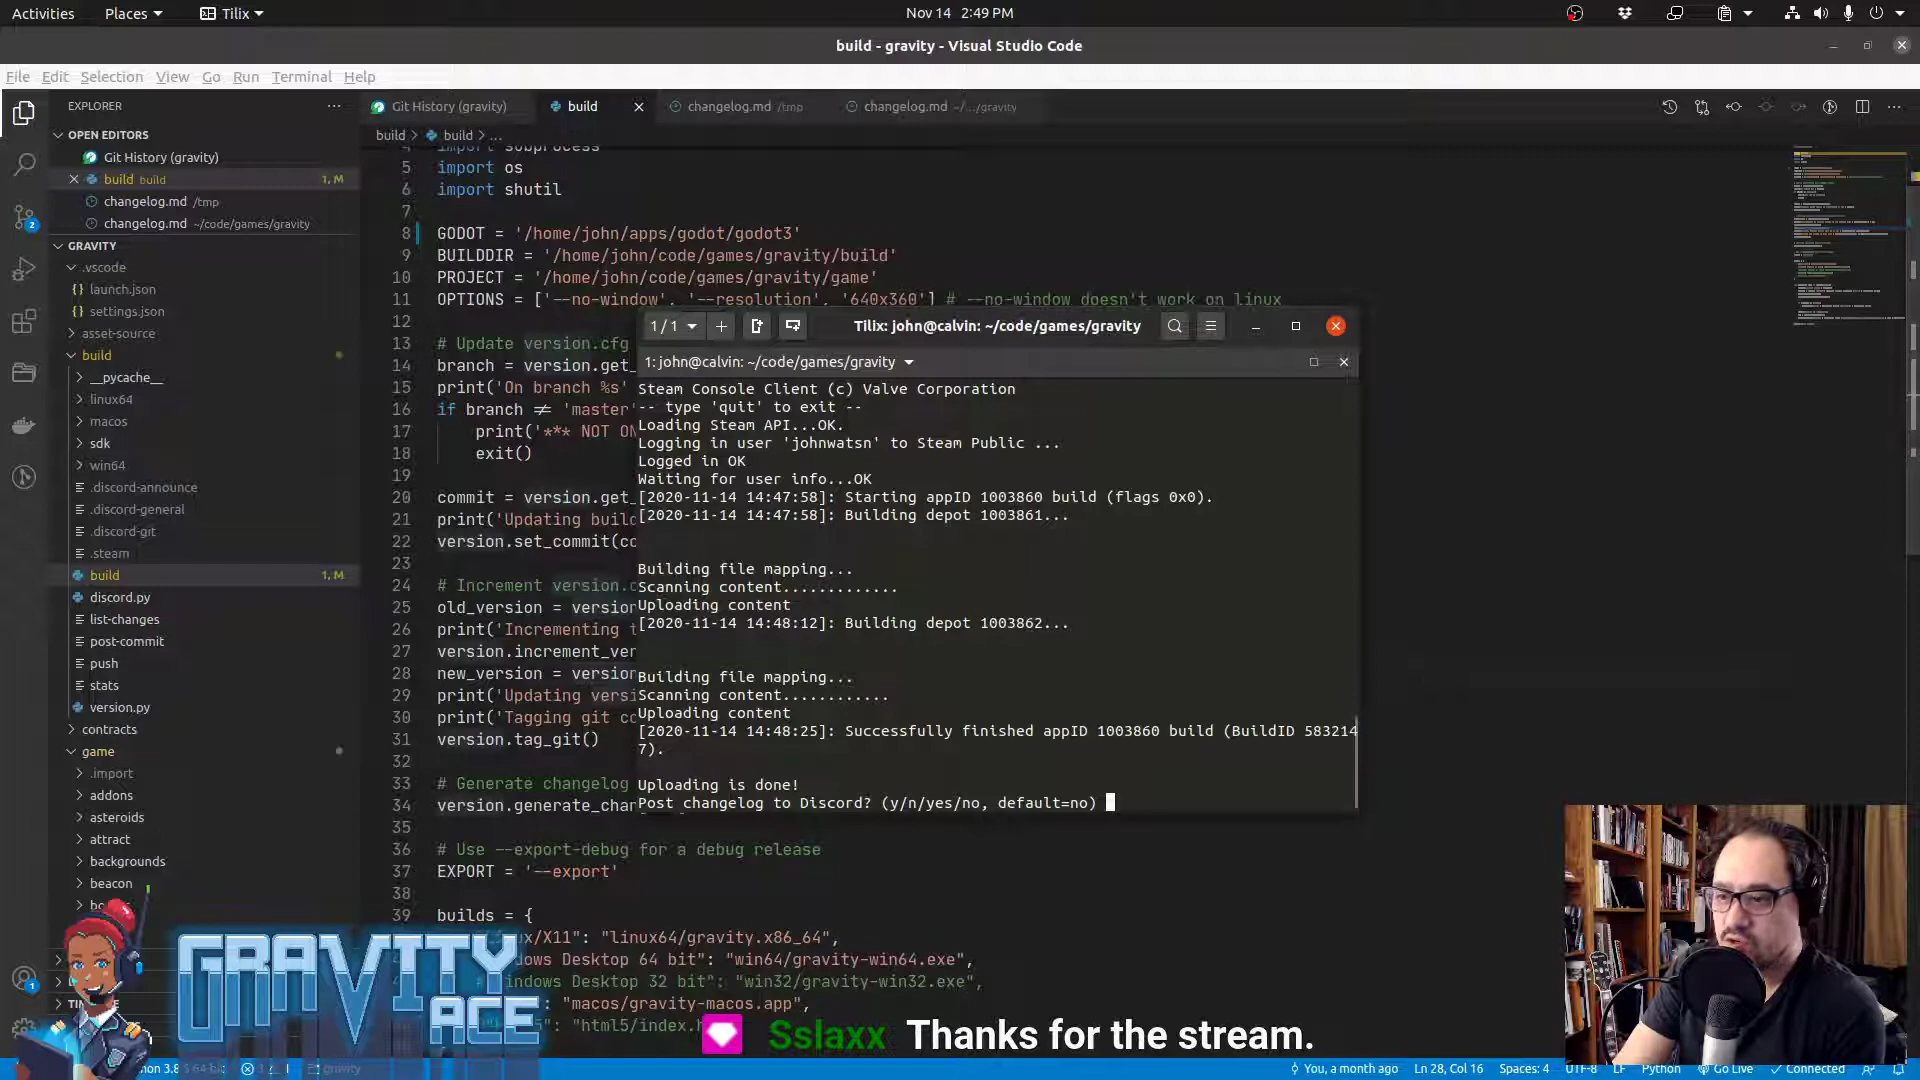 Activities
Places
Tilix
Nov 14 2:49 PM
build - gravity - Visual Studio Code
File Edit Selection View Go Run Terminal Help
EXPLORER
Git History (gravity)
build
changelog.md /tmp
changelog.md ~/.../gravity
OPEN EDITORS
Git History (gravity)
build build 1, M
changelog.md /tmp
changelog.md ~/code/games/gravity
GRAVITY
.vscode
launch.json
settings.json
asset-source
build
__pycache__
linux64
macos
sdk
win64
.discord-announce
.discord-general
.discord-git
.steam
build 1, M
discord.py
list-changes
post-commit
push
stats
version.py
contracts
game
.import
addons
asteroids
attract
backgrounds
beacon
build > build > ...
4 import subprocess
5 import os
6 import shutil
7
8 GODOT = '/home/john/apps/godot/godot3'
9 BUILDDIR = '/home/john/code/games/gravity/build'
10 PROJECT = '/home/john/code/games/gravity/game'
11 OPTIONS = ['--no-window', '--resolution', '640x360'] # --no-window doesn't work on linux
12
13 # Update version.cfg
14 branch = version.get_
15 print('On branch %s'
16 if branch ≠ 'master'
17 print('*** NOT ON
18 exit()
19
20 commit = version.get_
21 print('Updating build
22 version.set_commit(co
23
24 # Increment version.c
25 old_version = version
26 print('Incrementing t
27 version.increment_ver
28 new_version = version
29 print('Updating versi
30 print('Tagging git co
31 version.tag_git()
32
33 # Generate changelog
34 version.generate_chan
35
36 # Use --export-debug for a debug release
37 EXPORT = '--export'
38
39 builds = {
ux/X11": "linux64/gravity.x86_64",
ndows Desktop 64 bit": "win64/gravity-win64.exe",
indows Desktop 32 bit": "win32/gravity-win32.exe",
": "macos/gravity-macos.app",
5": "html5/index.h
1 / 1
Tilix: john@calvin: ~/code/games/gravity
1: john@calvin: ~/code/games/gravity
Steam Console Client (c) Valve Corporation
-- type 'quit' to exit --
Loading Steam API...OK.
Logging in user 'johnwatsn' to Steam Public ...
Logged in OK
Waiting for user info...OK
[2020-11-14 14:47:58]: Starting appID 1003860 build (flags 0x0).
[2020-11-14 14:47:58]: Building depot 1003861...
Building file mapping...
Scanning content............
Uploading content
[2020-11-14 14:48:12]: Building depot 1003862...
Building file mapping...
Scanning content...........
Uploading content
[2020-11-14 14:48:25]: Successfully finished appID 1003860 build (BuildID 583214
7).
Uploading is done!
Post changelog to Discord? (y/n/yes/no, default=no)
GRAVITY
ACE
Sslaxx Thanks for the stream.
You, a month ago
Ln 28, Col 16
Spaces: 4
UTF-8
LF
Python
Go Live
Connected